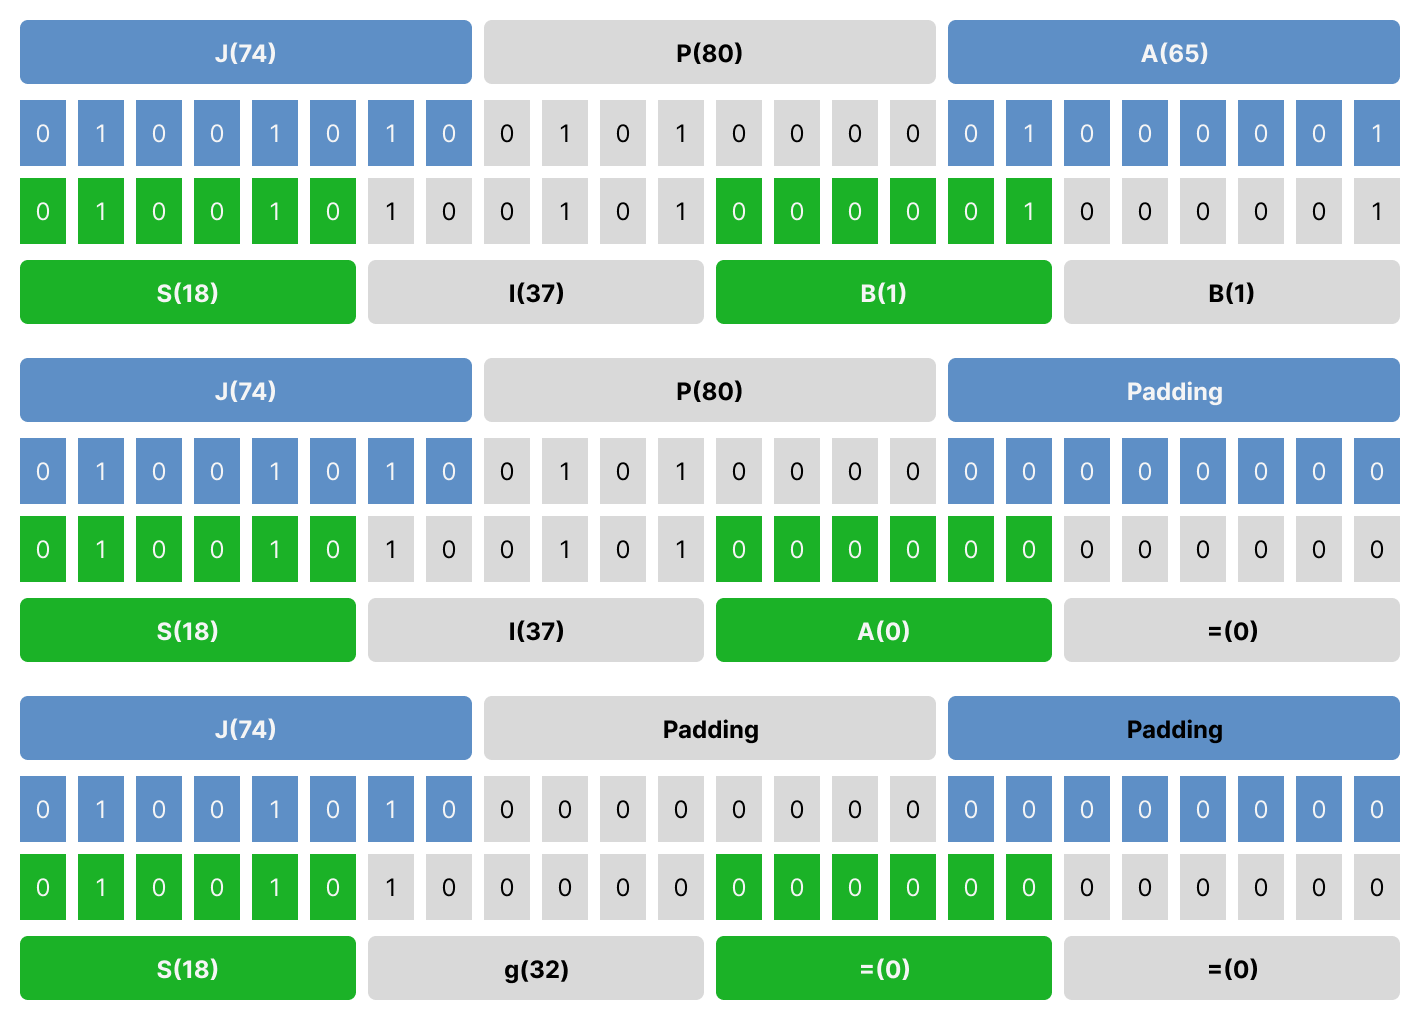 J(74) P(80) A(65)
0 1 0 0 1 0 1 0 0 1 0 1 0 0 0 0 0 1 0 0 0 0 0 1
0 1 0 0 1 0 1 0 0 1 0 1 0 0 0 0 0 1 0 0 0 0 0 1
S(18) l(37) B(1) B(1)
J(74) P(80) Padding
0 1 0 0 1 0 1 0 0 1 0 1 0 0 0 0 0 0 0 0 0 0 0 0
0 1 0 0 1 0 1 0 0 1 0 1 0 0 0 0 0 0 0 0 0 0 0 0
S(18) l(37) A(0) =(0)
J(74) Padding Padding
0 1 0 0 1 0 1 0 0 0 0 0 0 0 0 0 0 0 0 0 0 0 0 0
0 1 0 0 1 0 1 0 0 0 0 0 0 0 0 0 0 0 0 0 0 0 0 0
S(18) g(32) =(0) =(0)